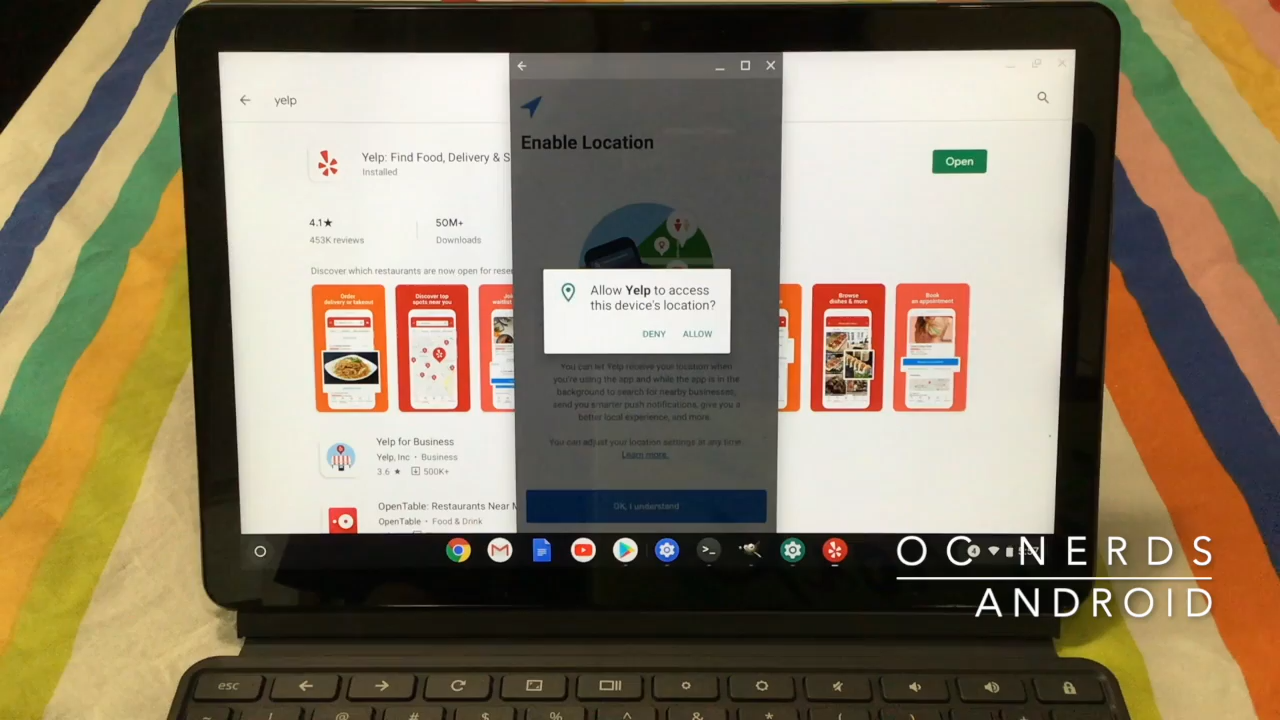 yelp
Enable Location
Yelp: Find Food, Delivery & S
Installed
Open
4.1★
453K reviews
50M+
Downloads
Discover which restaurants are now open for rese
Order
delivery or takeout
Discover top
spots near you
Browse
dishes & more
Book
an appointment
Allow Yelp to access
this device's location?
DENY ALLOW
You can let Yelp receive your location when
you're using the app and while the app is in the
background to search for nearby businesses,
send you smarter push notifications, give you a
better local experience, and more.
You can adjust your location settings at any time.
Learn more.
OK, I understand
Yelp for Business
Yelp, Inc • Business
3.6 ★ 500K+
OpenTable: Restaurants Near M
OpenTable • Food & Drink
OC NERDS
ANDROID
esc